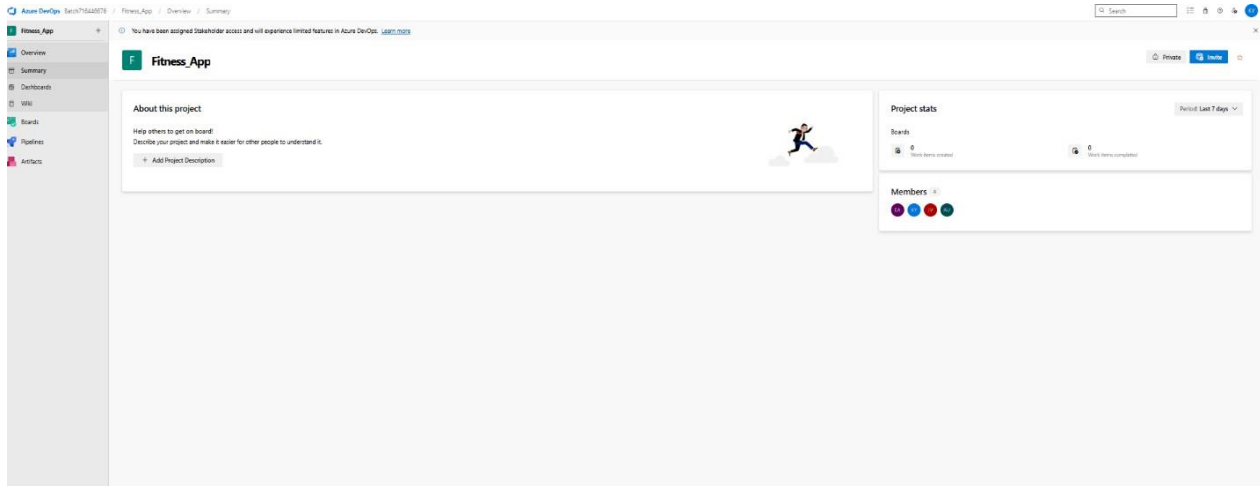 Azure DevOps Batch716445878 / Fitness_App / Overview / Summary
Search
Fitness_App +
You have been assigned Stakeholder access and will experience limited features in Azure DevOps. Learn more
Overview
Summary
Dashboards
Wiki
Boards
Pipelines
Artifacts
F Fitness_App
Private
Invite
About this project
Help others to get on board!
Describe your project and make it easier for other people to understand it.
+ Add Project Description
Project stats
Period: Last 7 days
Boards
0
Work items created
0
Work items completed
Members